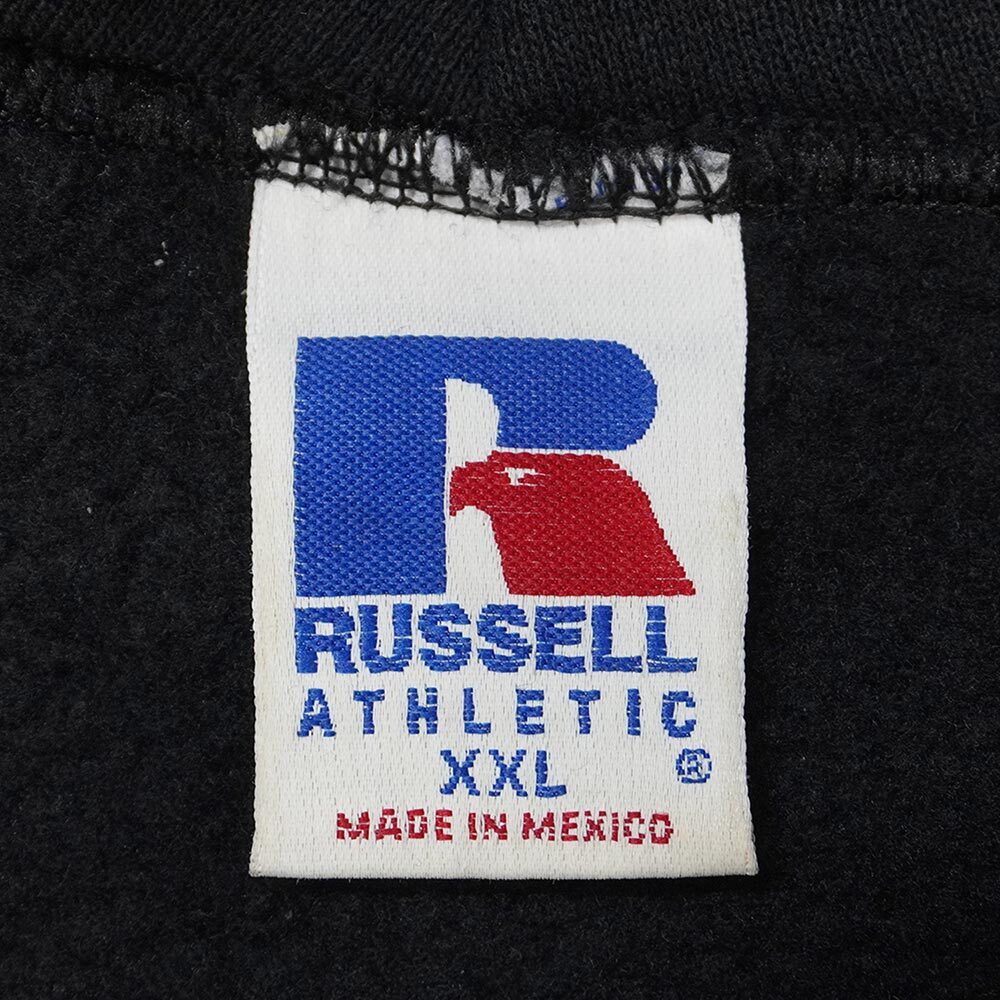 R
RUSSELL
ATHLETIC
XXL ®
MADE IN MEXICO